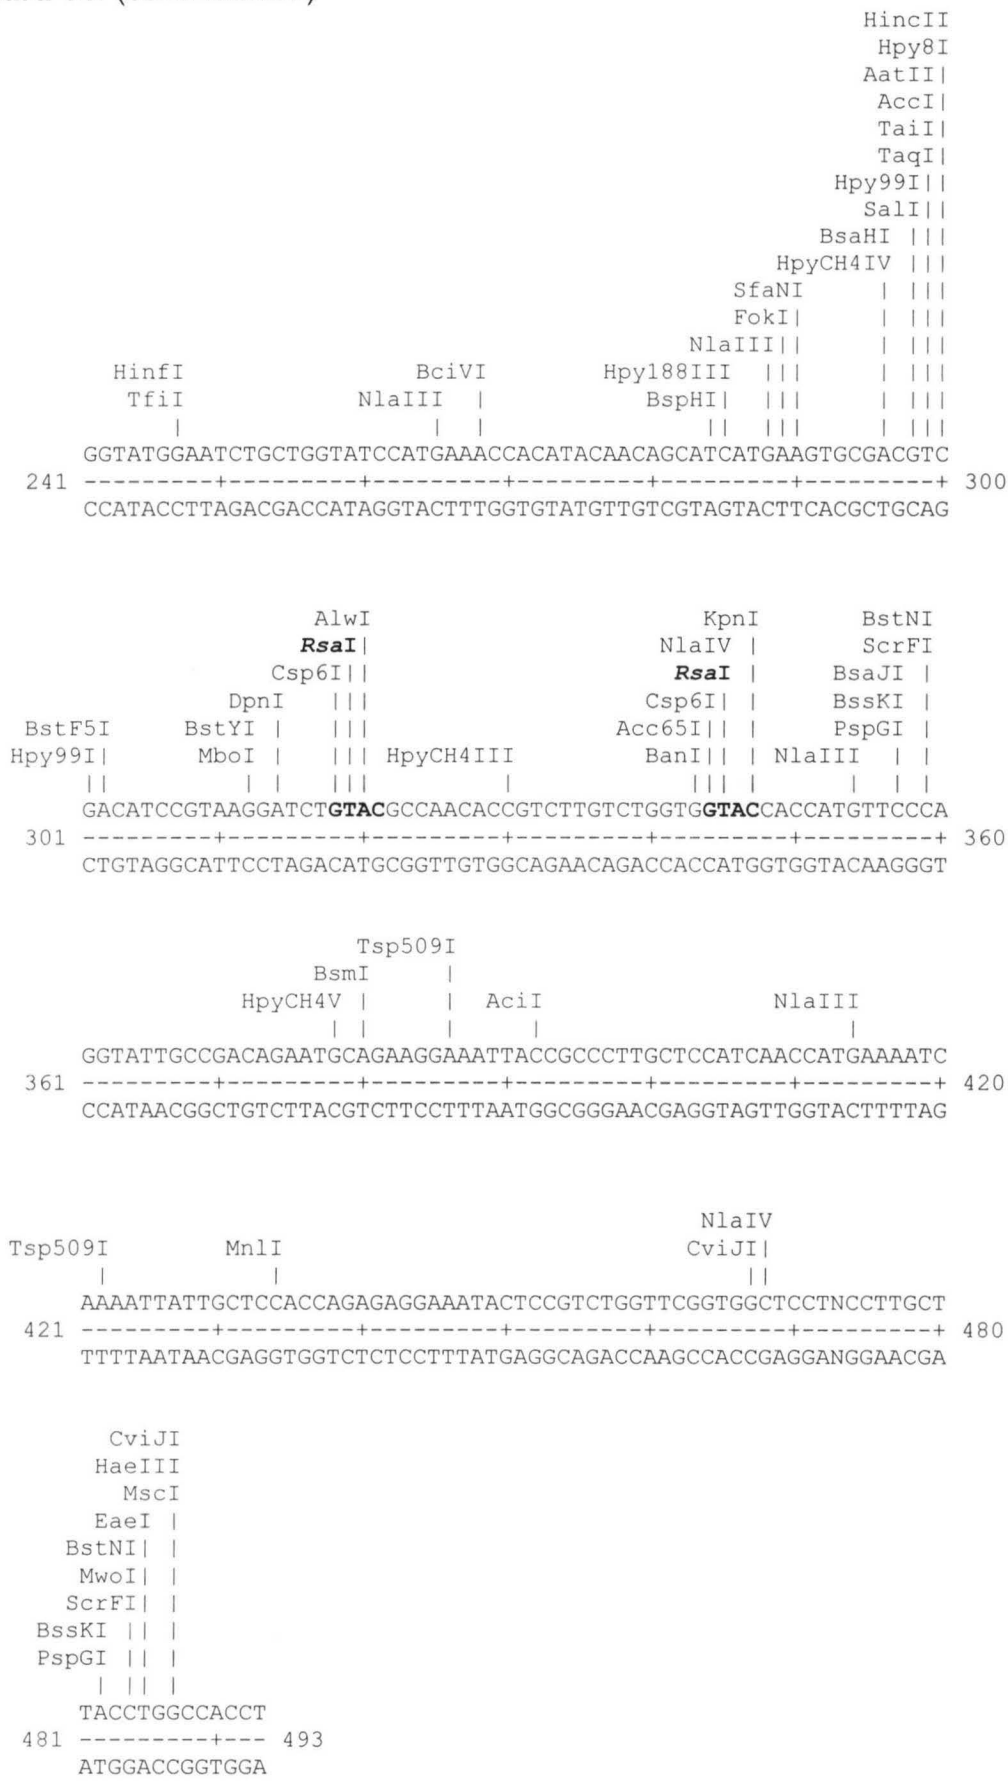 HincII
Hpy8I
AatII|
AccI|
TaiI|
TaqI|
Hpy99I||
SalI||
BsaHI |||
HpyCH4IV |||
SfaNI | |||
FokI| | |||
NlaIII|| | |||
HinfI BciVI Hpy188III ||| | |||
TfiI NlaIII | BspHI| ||| | |||
| | | || ||| | |||
GGTATGGAATCTGCTGGTATCCATGAAACCACATACAACAGCATCATGAAGTGCGACGTC
241 ---------+---------+---------+---------+---------+---------+ 300
CCATACCTTAGACGACCATAGGTACTTTGGTGTATGTTGTCGTAGTACTTCACGCTGCAG
AlwI KpnI BstNI
RsaI| NlaIV | ScrFI
Csp6I|| RsaI | BsaJI |
DpnI ||| Csp6I| | BssKI |
BstF5I BstYI | ||| Acc65I|| | PspGI |
Hpy99I| MboI | ||| HpyCH4III BanI|| | NlaIII | |
|| | | ||| | ||| | | | |
GACATCCGTAAGGATCTGTACGCCAACACCGTCTTGTCTGGTGGTACCACCATGTTCCCA
301 ---------+---------+---------+---------+---------+---------+ 360
CTGTAGGCATTCCTAGACATGCGGTTGTGGCAGAACAGACCACCATGGTGGTACAAGGGT
Tsp509I
BsmI |
HpyCH4V | | AciI NlaIII
| | | | |
GGTATTGCCGACAGAATGCAGAAGGAAATTACCGCCCTTGCTCCATCAACCATGAAAATC
361 ---------+---------+---------+---------+---------+---------+ 420
CCATAACGGCTGTCTTACGTCTTCCTTTAATGGCGGGAACGAGGTAGTTGGTACTTTTAG
NlaIV
Tsp509I MnlI CviJI|
| | ||
AAAATTATTGCTCCACCAGAGAGGAAATACTCCGTCTGGTTCGGTGGCTCCTNCCTTGCT
421 ---------+---------+---------+---------+---------+---------+ 480
TTTTAATAACGAGGTGGTCTCTCCTTTATGAGGCAGACCAAGCCACCGAGGANGGAACGA
CviJI
HaeIII
MscI
EaeI |
BstNI| |
MwoI| |
ScrFI| |
BssKI || |
PspGI || |
| || |
TACCTGGCCACCT
481 ---------+--- 493
ATGGACCGGTGGA